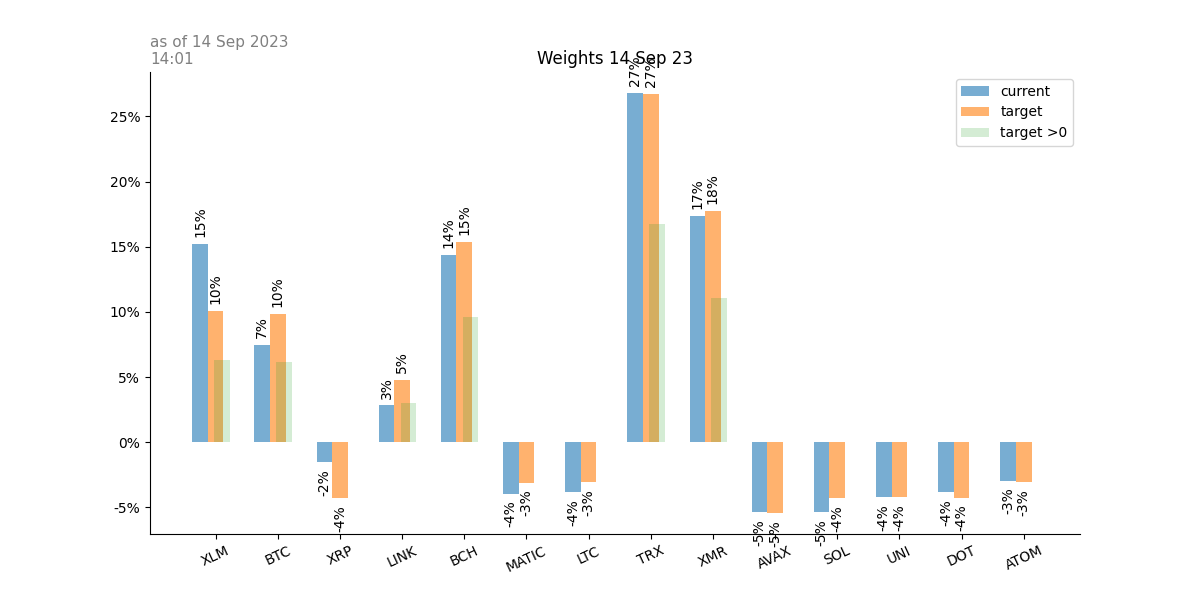 as of 14 Sep 2023
14:01
Weights 14 Sep 23
current
target
target >0
25%
20%
15%
10%
5%
0%
-5%
15%
10%
7%
10%
-2%
-4%
3%
5%
14%
15%
-4%
-3%
-4%
-3%
27%
27%
17%
18%
-5%
-5%
-5%
-4%
-4%
-4%
-4%
-4%
-3%
-3%
XLM
BTC
XRP
LINK
BCH
MATIC
LTC
TRX
XMR
AVAX
SOL
UNI
DOT
ATOM